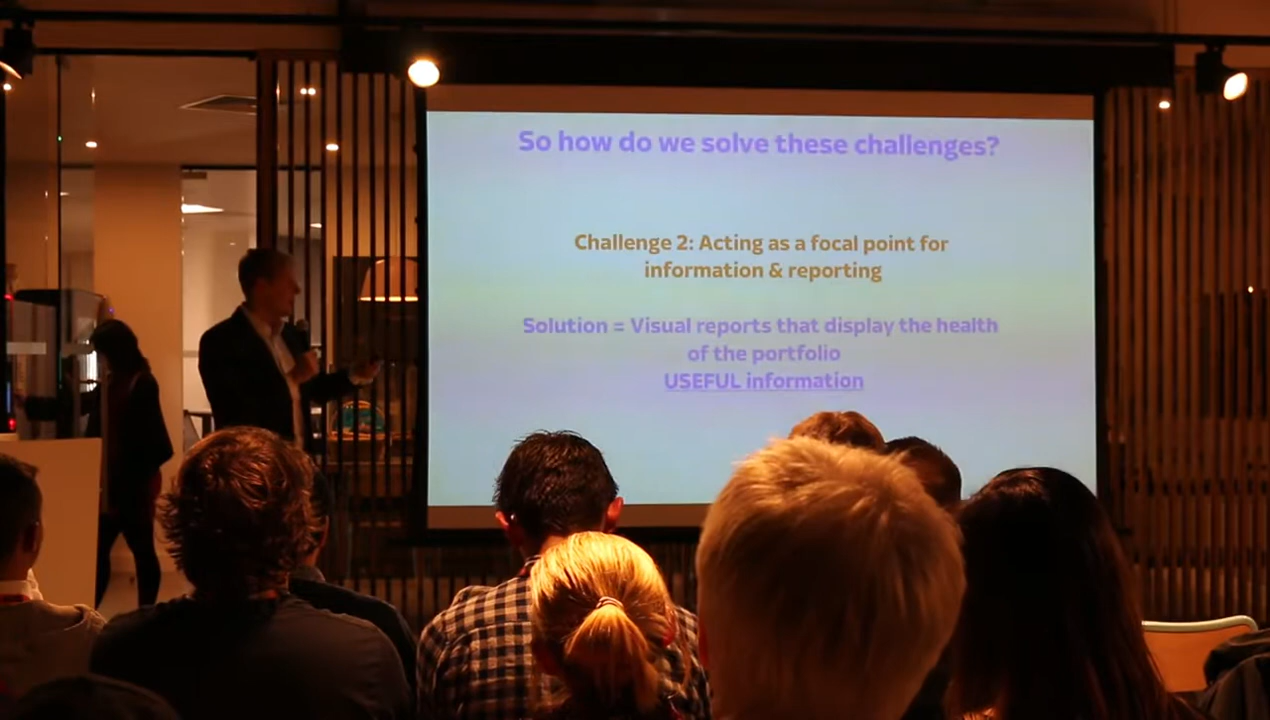 So how do we solve these challenges?
Challenge 2: Acting as a focal point for
information & reporting
Solution = Visual reports that display the health
of the portfolio
USEFUL information